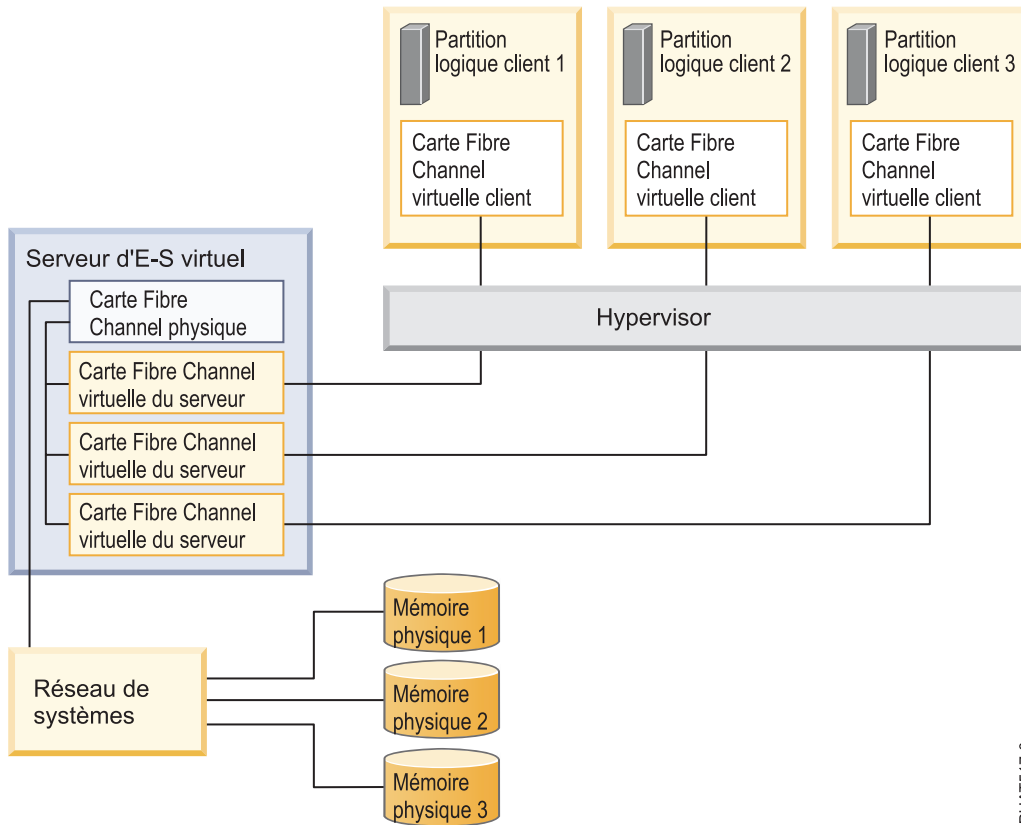 Partition
logique client 1
Partition
logique client 2
Partition
logique client 3
Carte Fibre
Channel
virtuelle client
Carte Fibre
Channel
virtuelle client
Carte Fibre
Channel
virtuelle client
Serveur d'E-S virtuel
Carte Fibre
Channel physique
Hypervisor
Carte Fibre Channel
virtuelle du serveur
Carte Fibre Channel
virtuelle du serveur
Carte Fibre Channel
virtuelle du serveur
Mémoire
physique 1
Réseau de
systèmes
Mémoire
physique 2
Mémoire
physique 3